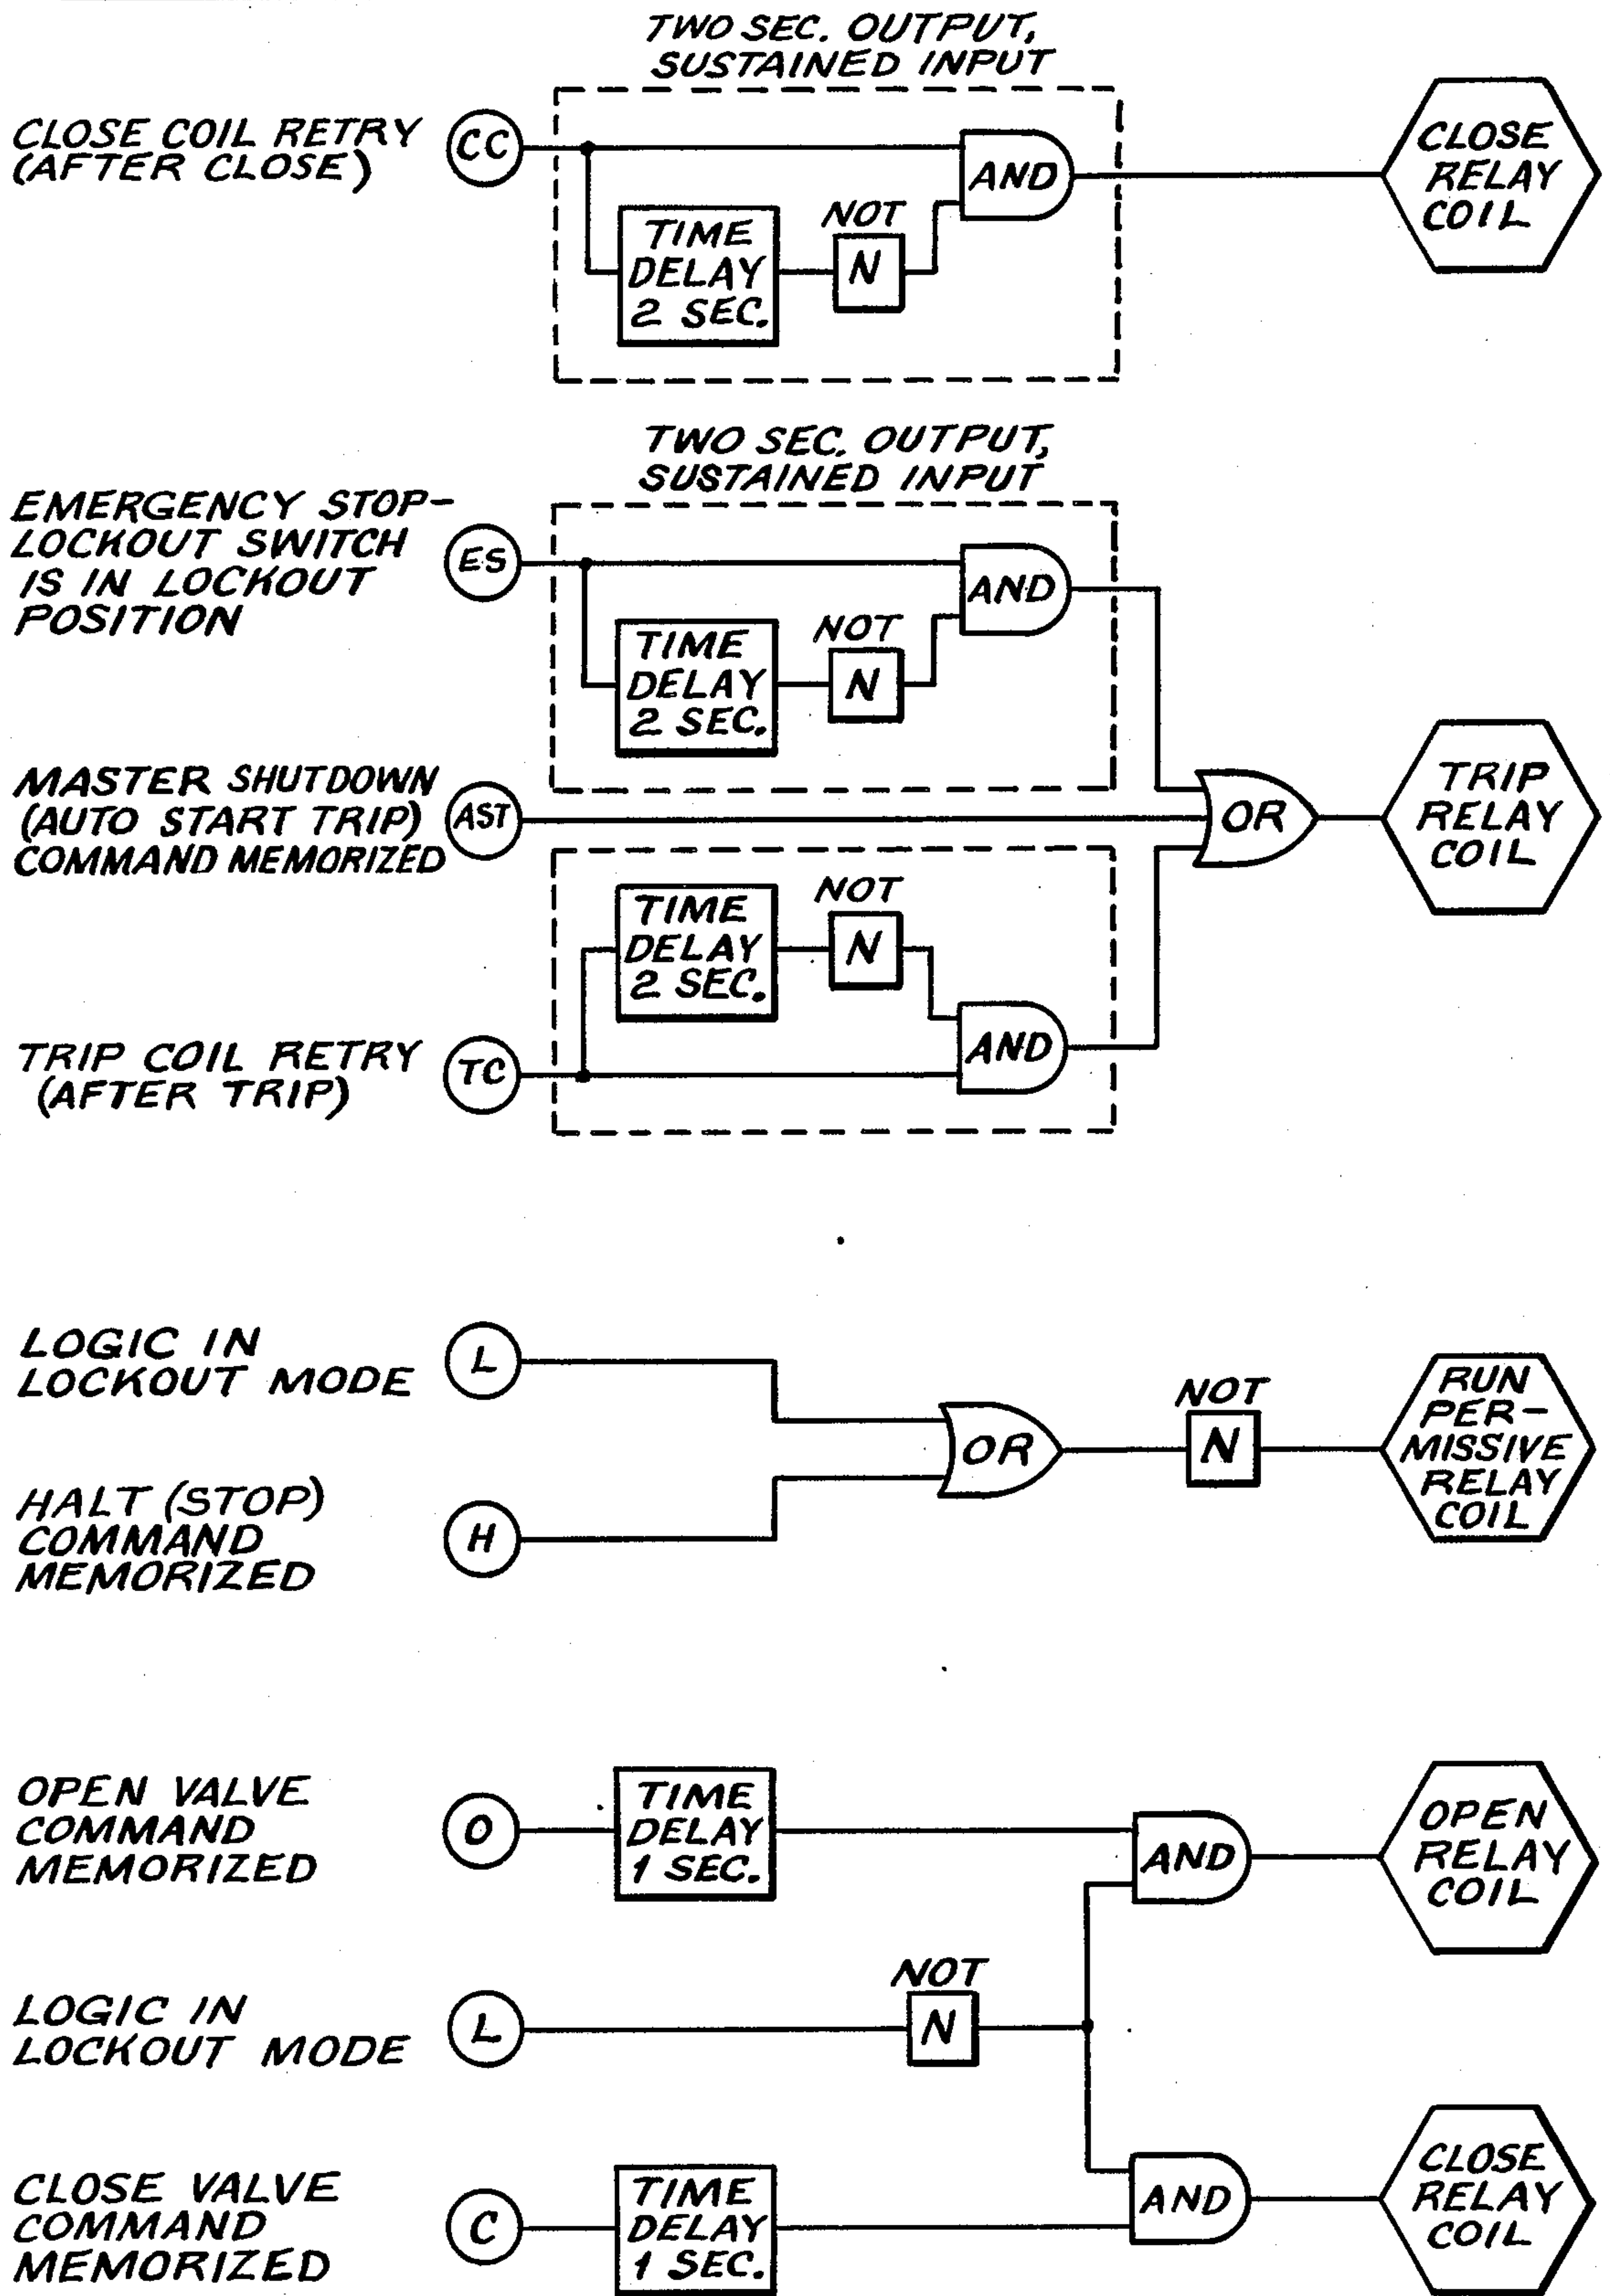 TWO SEC. OUTPUT,
SUSTAINED INPUT
CLOSE COIL RETRY
(AFTER CLOSE)
CC
AND
NOT
N
TIME
DELAY
2 SEC.
CLOSE
RELAY
COIL
TWO SEC. OUTPUT,
SUSTAINED INPUT
EMERGENCY STOP-
LOCKOUT SWITCH
IS IN LOCKOUT
POSITION
ES
AND
NOT
N
TIME
DELAY
2 SEC.
MASTER SHUTDOWN
(AUTO START TRIP)
COMMAND MEMORIZED
AST
OR
TRIP
RELAY
COIL
TIME
DELAY
2 SEC.
NOT
N
AND
TRIP COIL RETRY
(AFTER TRIP)
TC
LOGIC IN
LOCKOUT MODE
L
OR
NOT
N
RUN
PER-
MISSIVE
RELAY
COIL
HALT (STOP)
COMMAND
MEMORIZED
H
OPEN VALVE
COMMAND
MEMORIZED
O
TIME
DELAY
1 SEC.
AND
OPEN
RELAY
COIL
LOGIC IN
LOCKOUT MODE
L
NOT
N
CLOSE VALVE
COMMAND
MEMORIZED
C
TIME
DELAY
1 SEC.
AND
CLOSE
RELAY
COIL